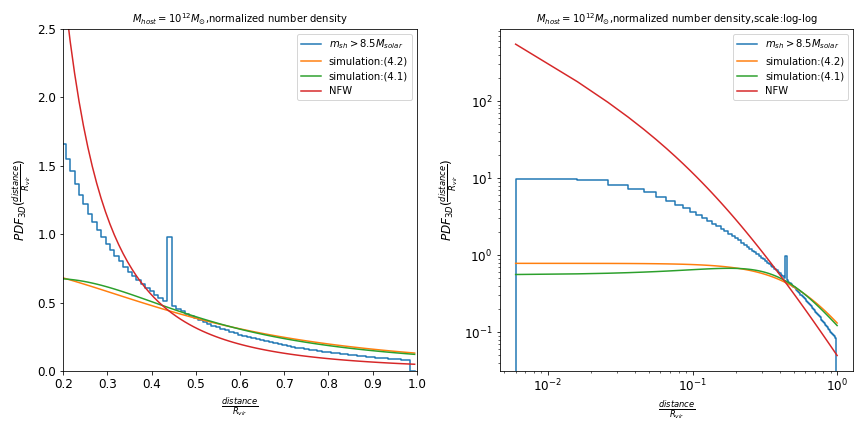 M_host = 10^12 M_⊙,normalized number density
PDF_3D(distance/R_vir)
2.5
2.0
1.5
1.0
0.5
0.0
m_sh > 8.5M_solar
simulation:(4.2)
simulation:(4.1)
NFW
0.2 0.3 0.4 0.5 0.6 0.7 0.8 0.9 1.0
distance/R_vir
M_host = 10^12 M_⊙,normalized number density,scale:log-log
PDF_3D(distance/R_vir)
10^2
10^1
10^0
10^−1
m_sh > 8.5M_solar
simulation:(4.2)
simulation:(4.1)
NFW
10^−2 10^−1 10^0
distance/R_vir